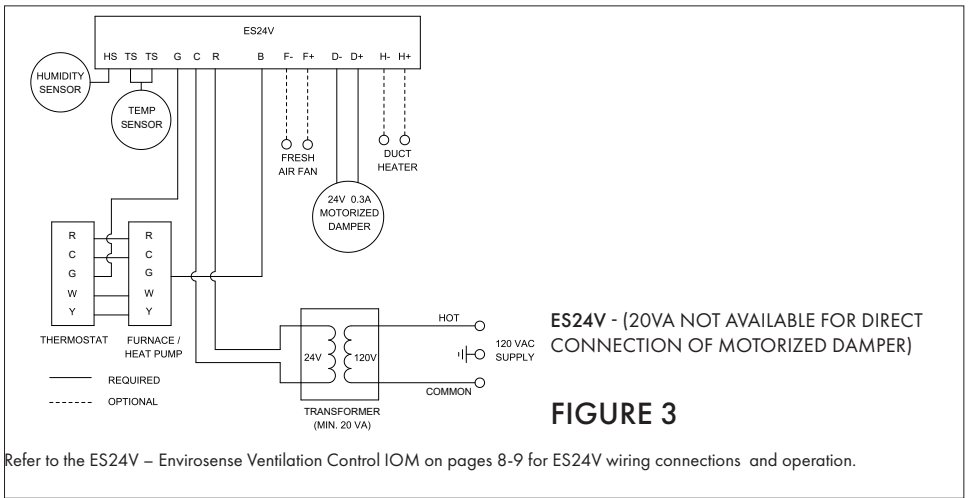 ES24V
HS TS TS G C R B F- F+ D- D+ H- H+
HUMIDITY
SENSOR
TEMP
SENSOR
FRESH
AIR FAN
DUCT
HEATER
24V 0.3A
MOTORIZED
DAMPER
R R
C C
G G
W W
Y Y
THERMOSTAT
FURNACE /
HEAT PUMP
REQUIRED
OPTIONAL
24V 120V
HOT
120 VAC
SUPPLY
COMMON
TRANSFORMER
(MIN. 20 VA)
ES24V - (20VA NOT AVAILABLE FOR DIRECT
CONNECTION OF MOTORIZED DAMPER)
FIGURE 3
Refer to the ES24V – Envirosense Ventilation Control IOM on pages 8-9 for ES24V wiring connections and operation.